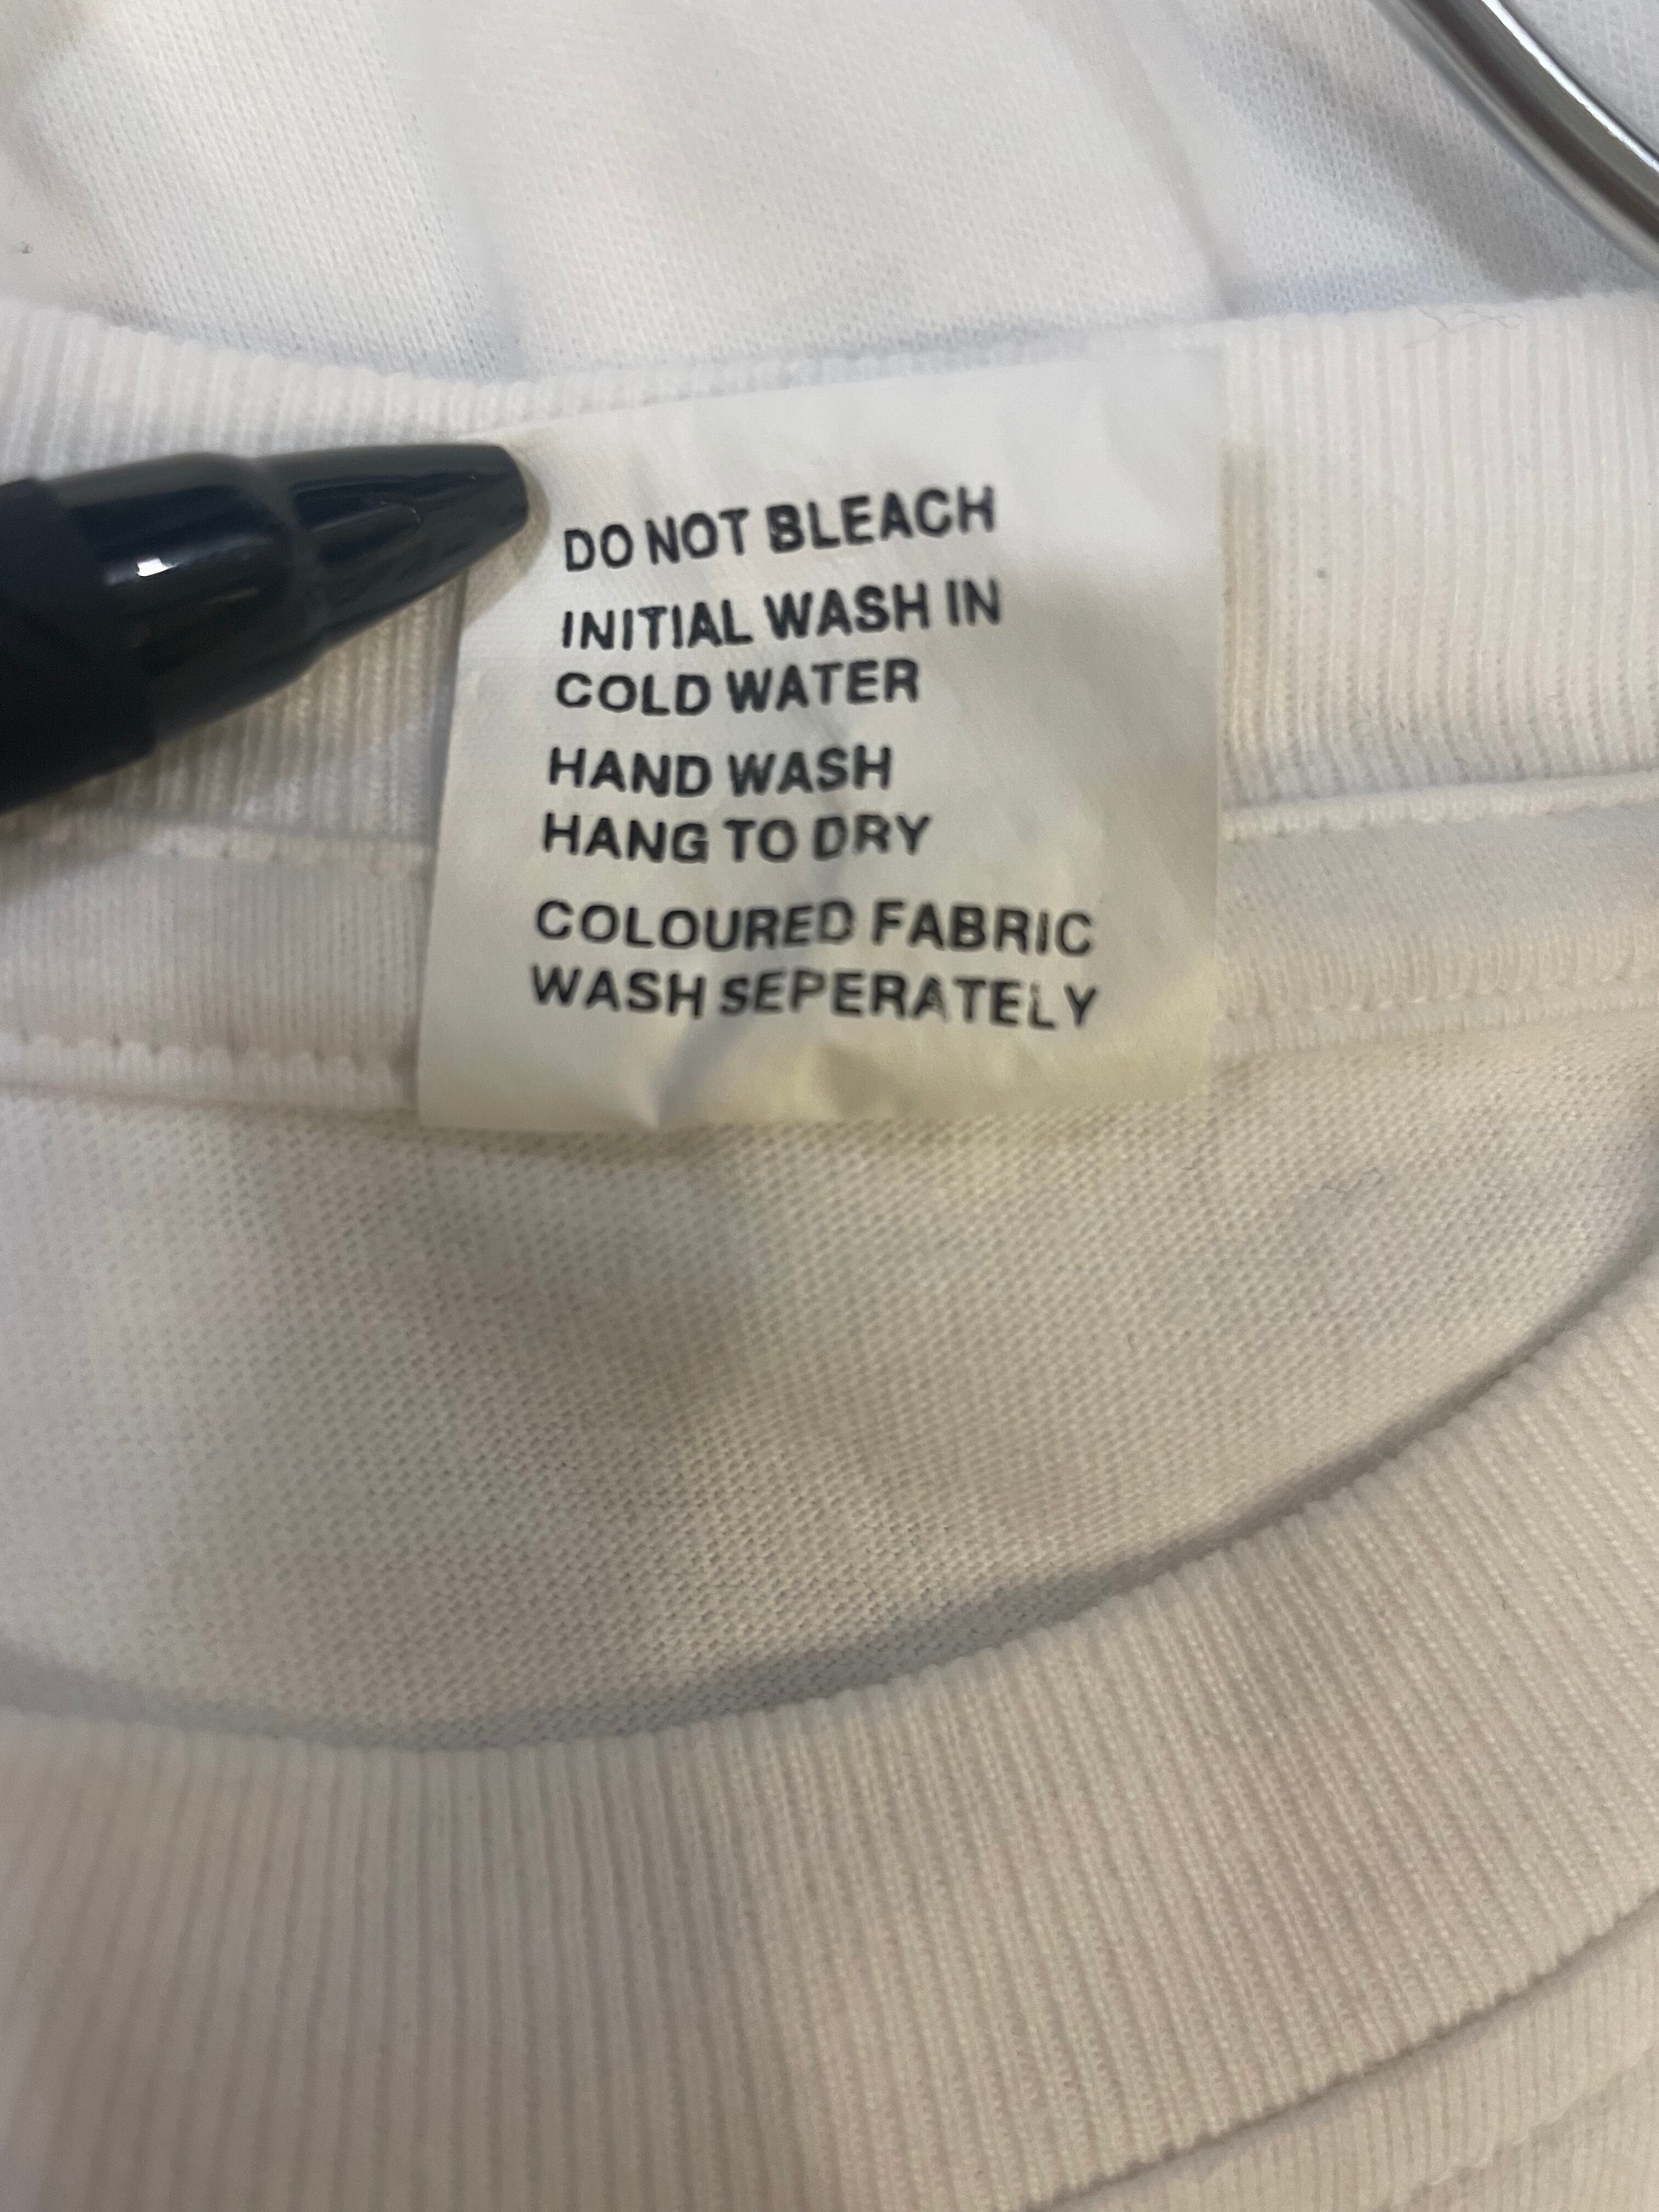 DO NOT BLEACH
INITIAL WASH IN
COLD WATER
HAND WASH
HANG TO DRY
COLOURED FABRIC
WASH SEPERATELY